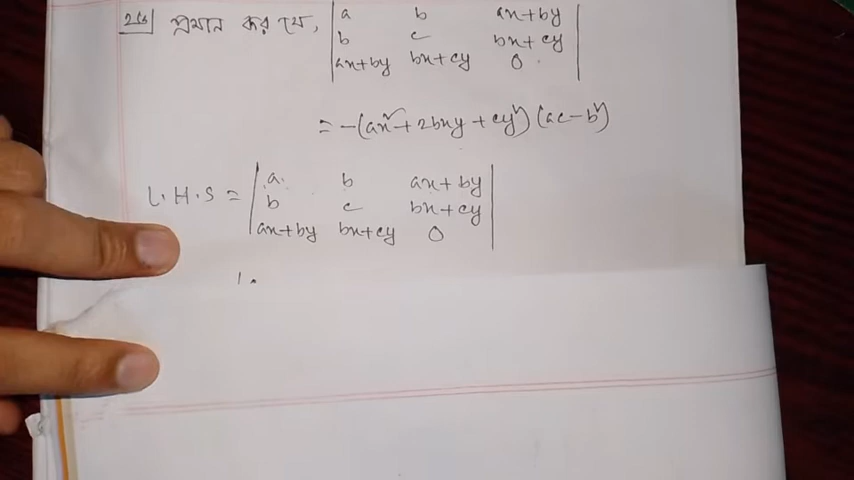 প্রমান কর যে, | a b ax+by |
| b c bx+cy |
| ax+by bx+cy 0 |
= -(ax²+2bxy+cy²)(ac-b²)
L.H.S = | a b ax+by |
| b c bx+cy |
| ax+by bx+cy 0 |